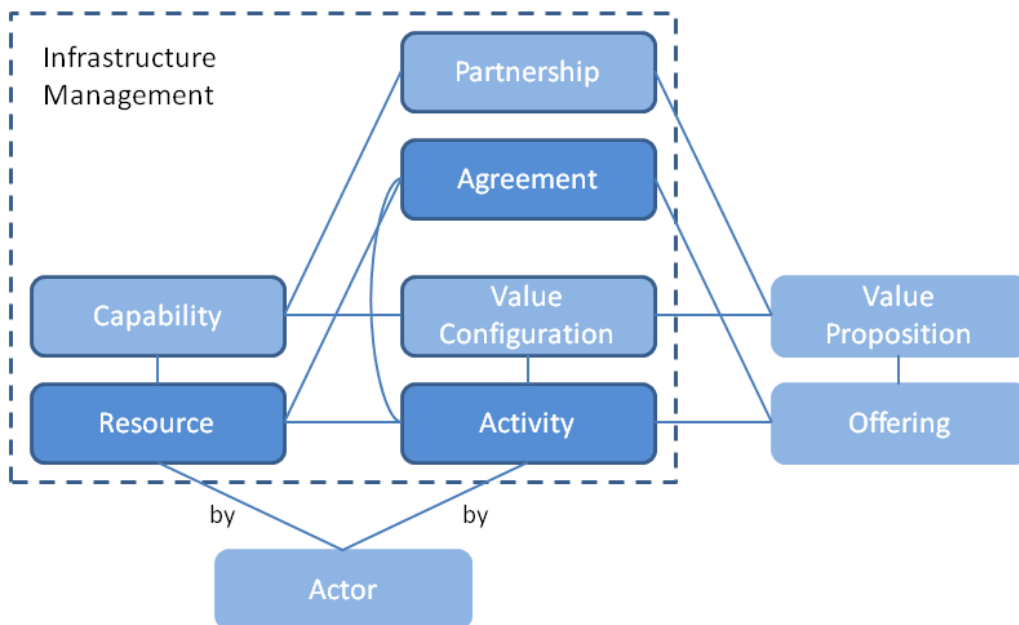 Infrastructure
Management
Partnership
Agreement
Capability
Value
Configuration
Value
Proposition
Resource
Activity
Offering
by
by
Actor